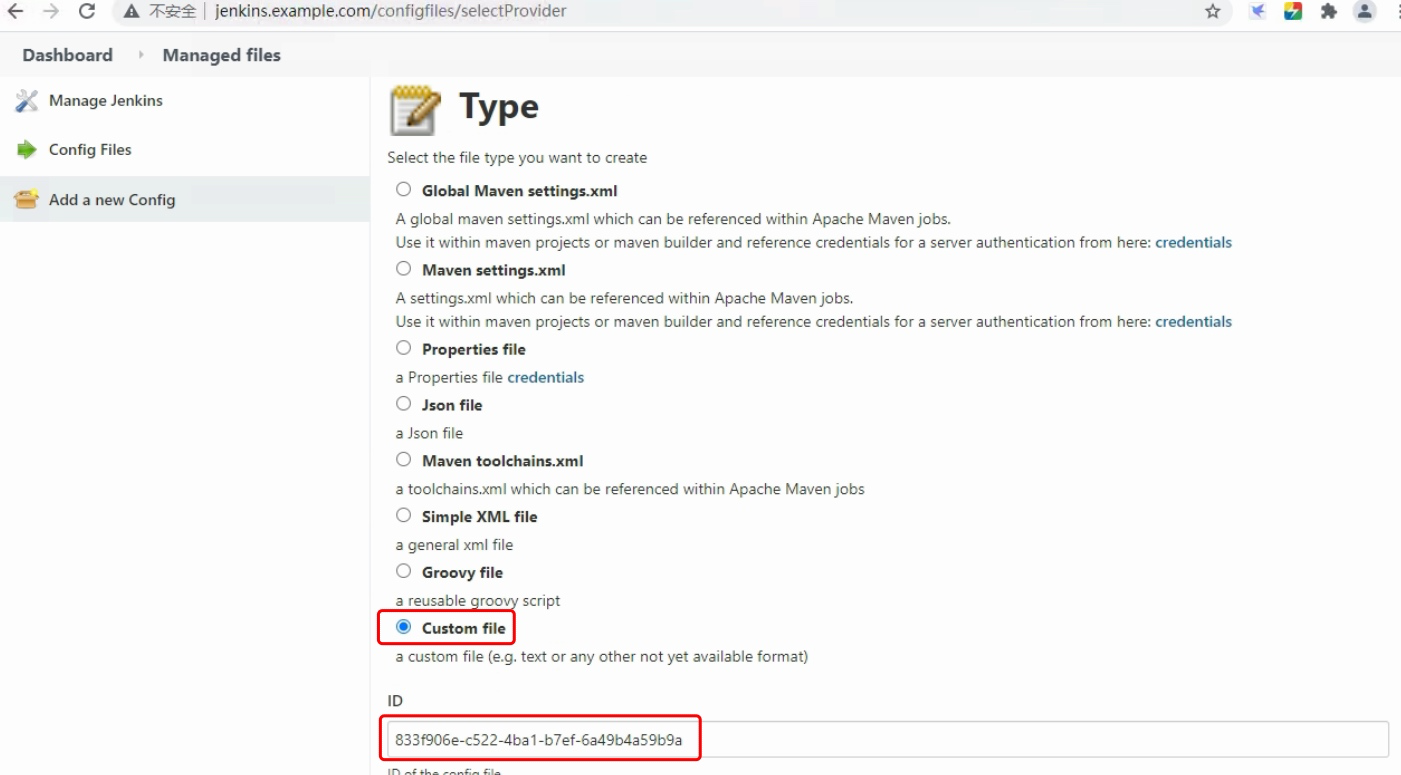 不安全 jenkins.example.com/configfiles/selectProvider
Dashboard Managed files
Manage Jenkins
Config Files
Add a new Config
Type
Select the file type you want to create
Global Maven settings.xml
A global maven settings.xml which can be referenced within Apache Maven jobs.
Use it within maven projects or maven builder and reference credentials for a server authentication from here: credentials
Maven settings.xml
A settings.xml which can be referenced within Apache Maven jobs.
Use it within maven projects or maven builder and reference credentials for a server authentication from here: credentials
Properties file
a Properties file credentials
Json file
a Json file
Maven toolchains.xml
a toolchains.xml which can be referenced within Apache Maven jobs
Simple XML file
a general xml file
Groovy file
a reusable groovy script
Custom file
a custom file (e.g. text or any other not yet available format)
ID
833f906e-c522-4ba1-b7ef-6a49b4a59b9a
ID of the config file